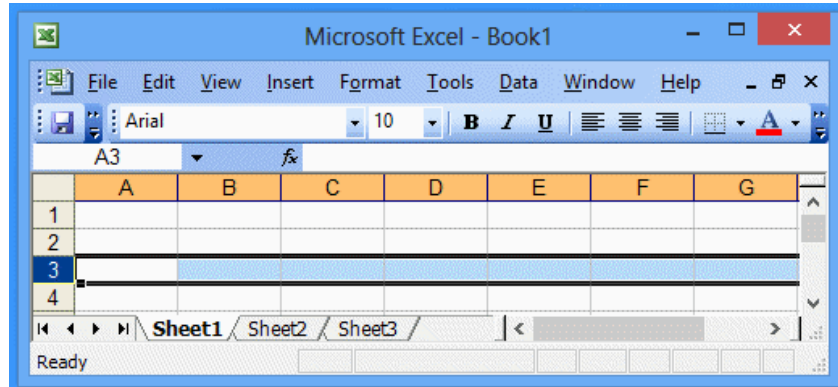 Microsoft Excel - Book1
File Edit View Insert Format Tools Data Window Help
Arial 10 B I U A
A3 fx
A B C D E F G
1
2
3
4
Sheet1 Sheet2 Sheet3
Ready